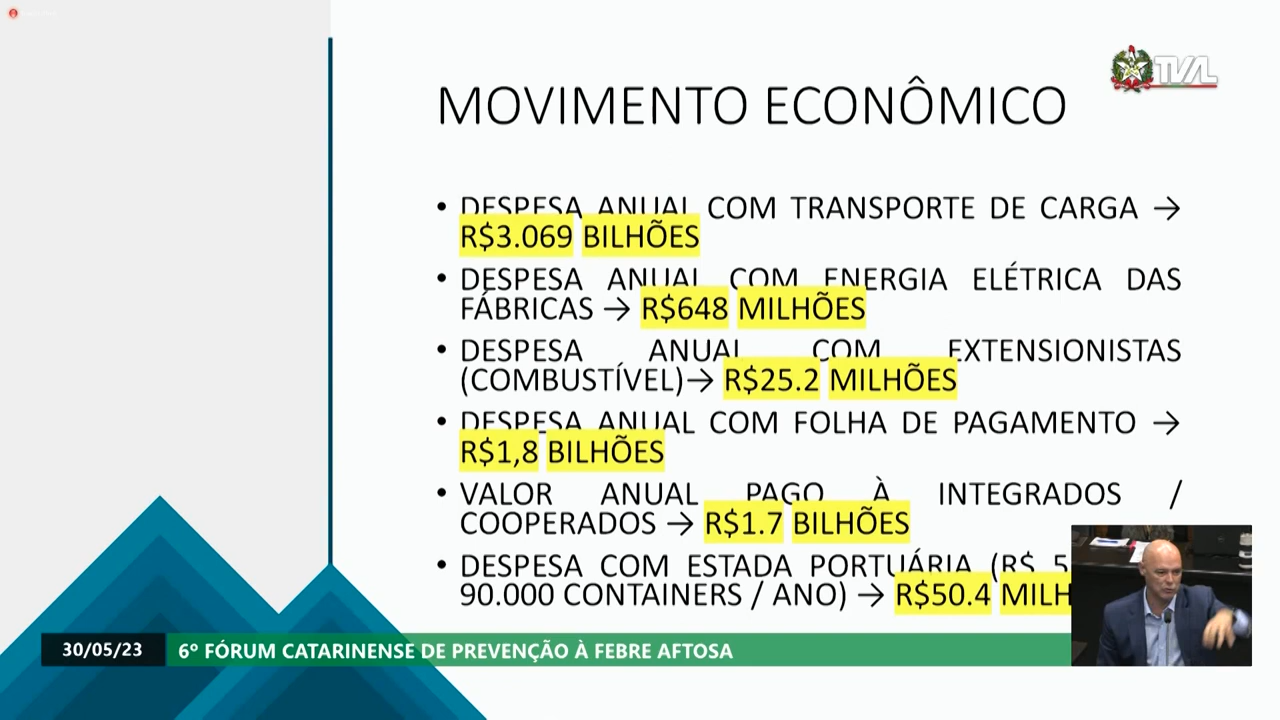 TVAL
MOVIMENTO ECONÔMICO
• DESPESA ANUAL COM TRANSPORTE DE CARGA →
R$3.069 BILHÕES
• DESPESA ANUAL COM ENERGIA ELÉTRICA DAS
FÁBRICAS → R$648 MILHÕES
• DESPESA ANUAL COM EXTENSIONISTAS
(COMBUSTÍVEL)→ R$25.2 MILHÕES
• DESPESA ANUAL COM FOLHA DE PAGAMENTO →
R$1,8 BILHÕES
• VALOR ANUAL PAGO À INTEGRADOS /
COOPERADOS → R$1.7 BILHÕES
• DESPESA COM ESTADA PORTUÁRIA (R$ 5
90.000 CONTAINERS / ANO) → R$50.4 MILH
30/05/23 6º FÓRUM CATARINENSE DE PREVENÇÃO À FEBRE AFTOSA